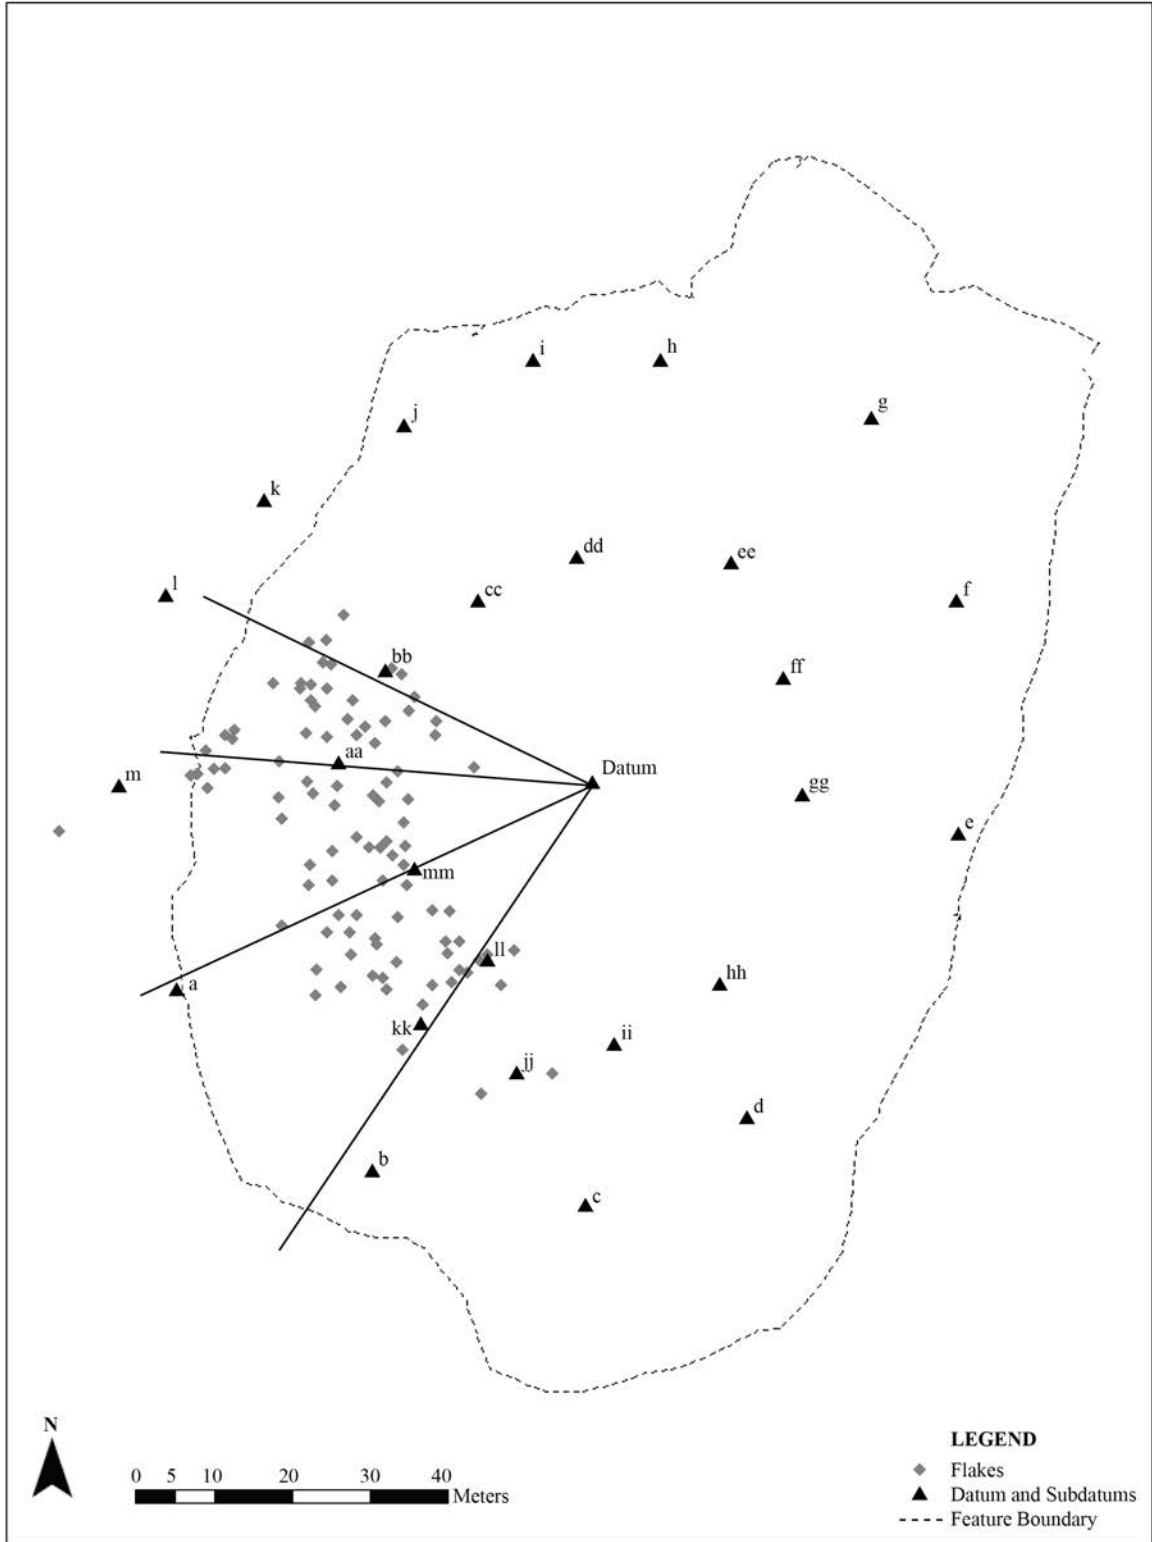 i
h
j
g
k
dd
ee
l
cc
f
bb
ff
aa
Datum
m
gg
e
mm
ll
a
hh
kk
ii
jj
d
b
c
N
LEGEND
0 5 10 20 30 40
Meters
Flakes
Datum and Subdatums
Feature Boundary